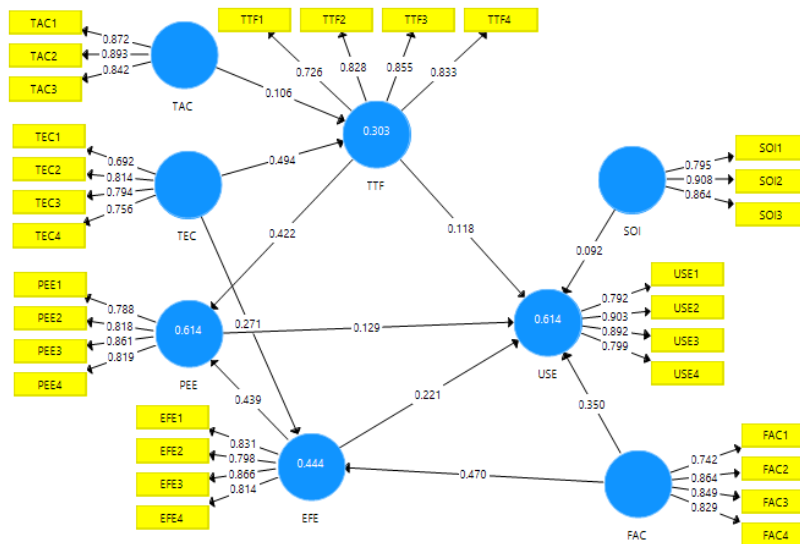 TAC1
TAC2
TAC3
0.872
0.893
0.842
TAC
0.106
TTF1
TTF2
TTF3
TTF4
0.726
0.828
0.855
0.833
0.303
TTF
TEC1
TEC2
TEC3
TEC4
0.692
0.814
0.794
0.756
TEC
0.494
0.422
0.118
SOI1
SOI2
SOI3
0.795
0.908
0.864
SOI
0.092
PEE1
PEE2
PEE3
PEE4
0.788
0.818
0.861
0.819
0.614
PEE
0.271
0.129
0.614
USE
USE1
USE2
USE3
USE4
0.792
0.903
0.892
0.799
0.439
0.221
0.350
EFE1
EFE2
EFE3
EFE4
0.831
0.798
0.866
0.814
0.444
EFE
0.470
FAC
FAC1
FAC2
FAC3
FAC4
0.742
0.864
0.849
0.829